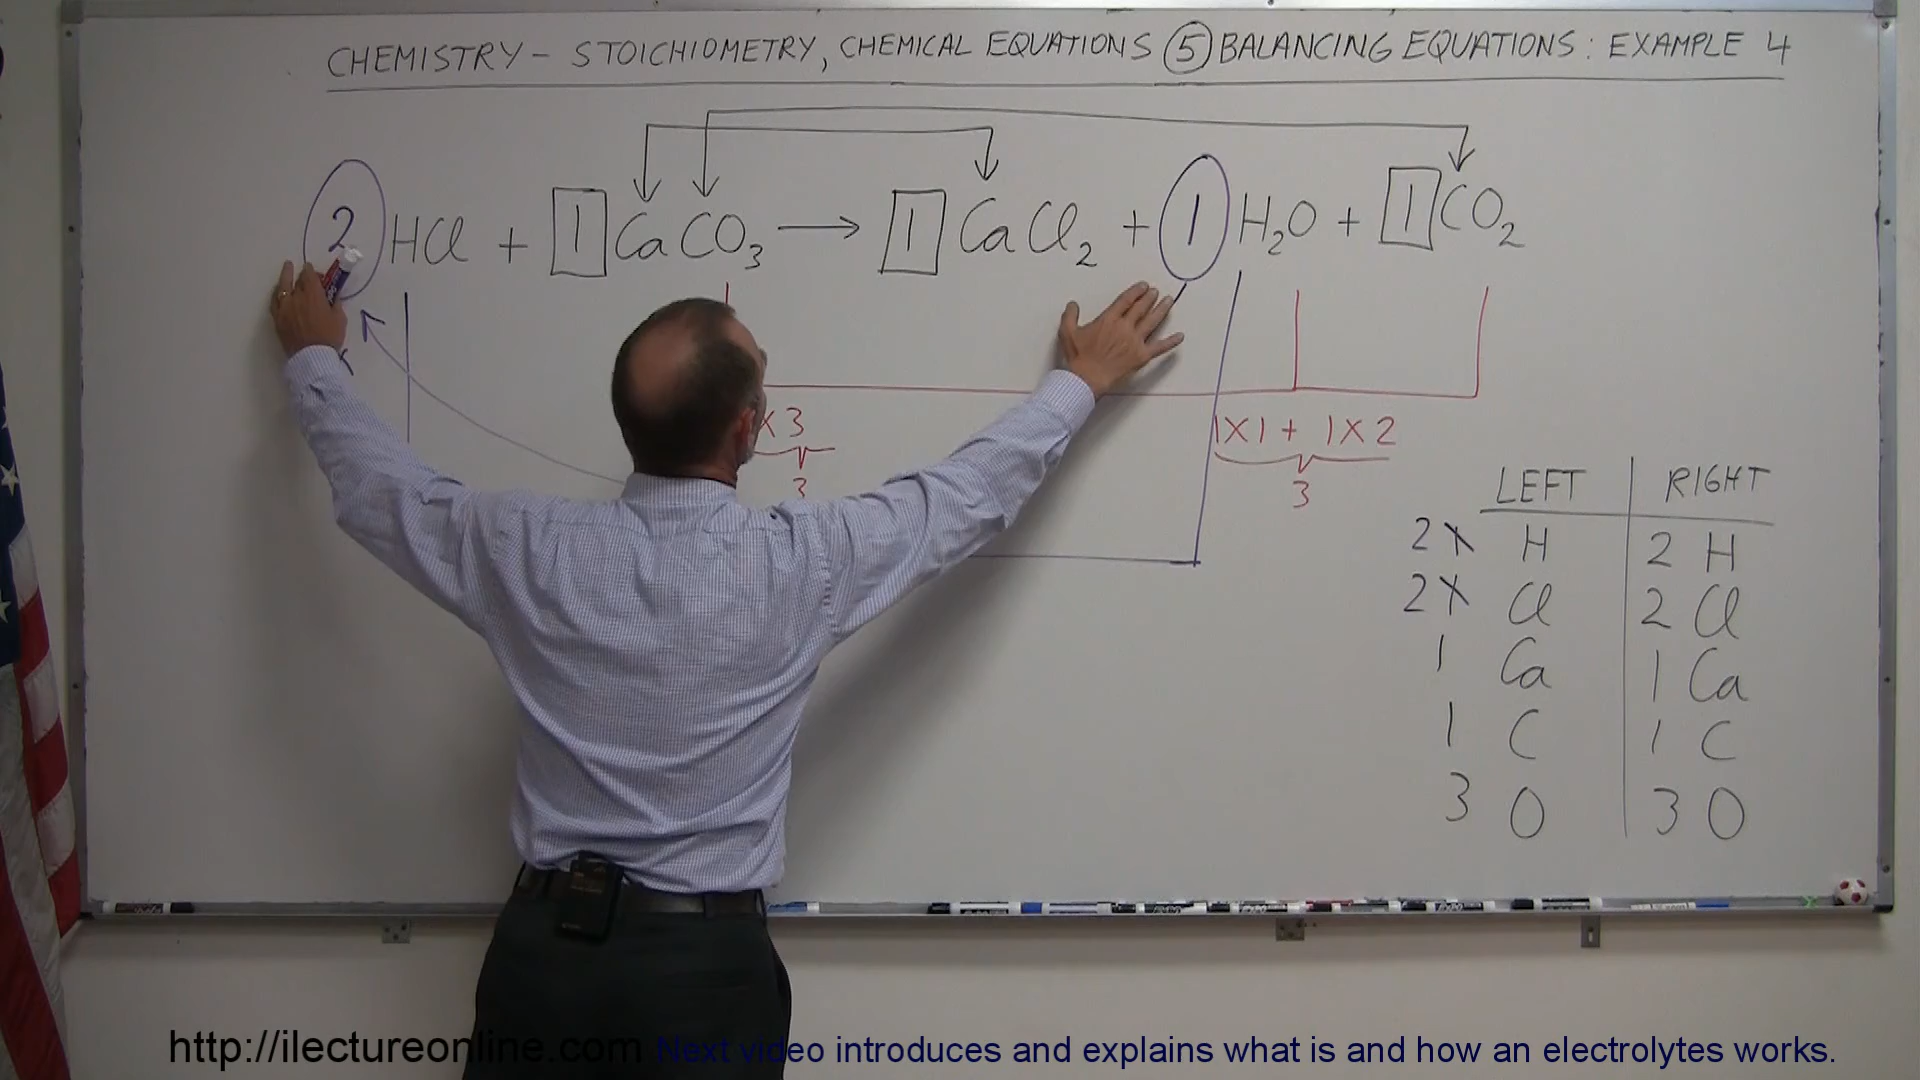 CHEMISTRY - STOICHIOMETRY, CHEMICAL EQUATIONS ⑤ BALANCING EQUATIONS: EXAMPLE 4
2 HCl + 1 CaCO₃ → 1 CaCl₂ + 1 H₂O + 1 CO₂
X 3
3
1X1 + 1X2
3
LEFT RIGHT
2 X H 2 H
2 X Cl 2 Cl
1 Ca 1 Ca
1 C 1 C
3 O 3 O
http://ilectureonline.com Next video introduces and explains what is and how an electrolytes works.